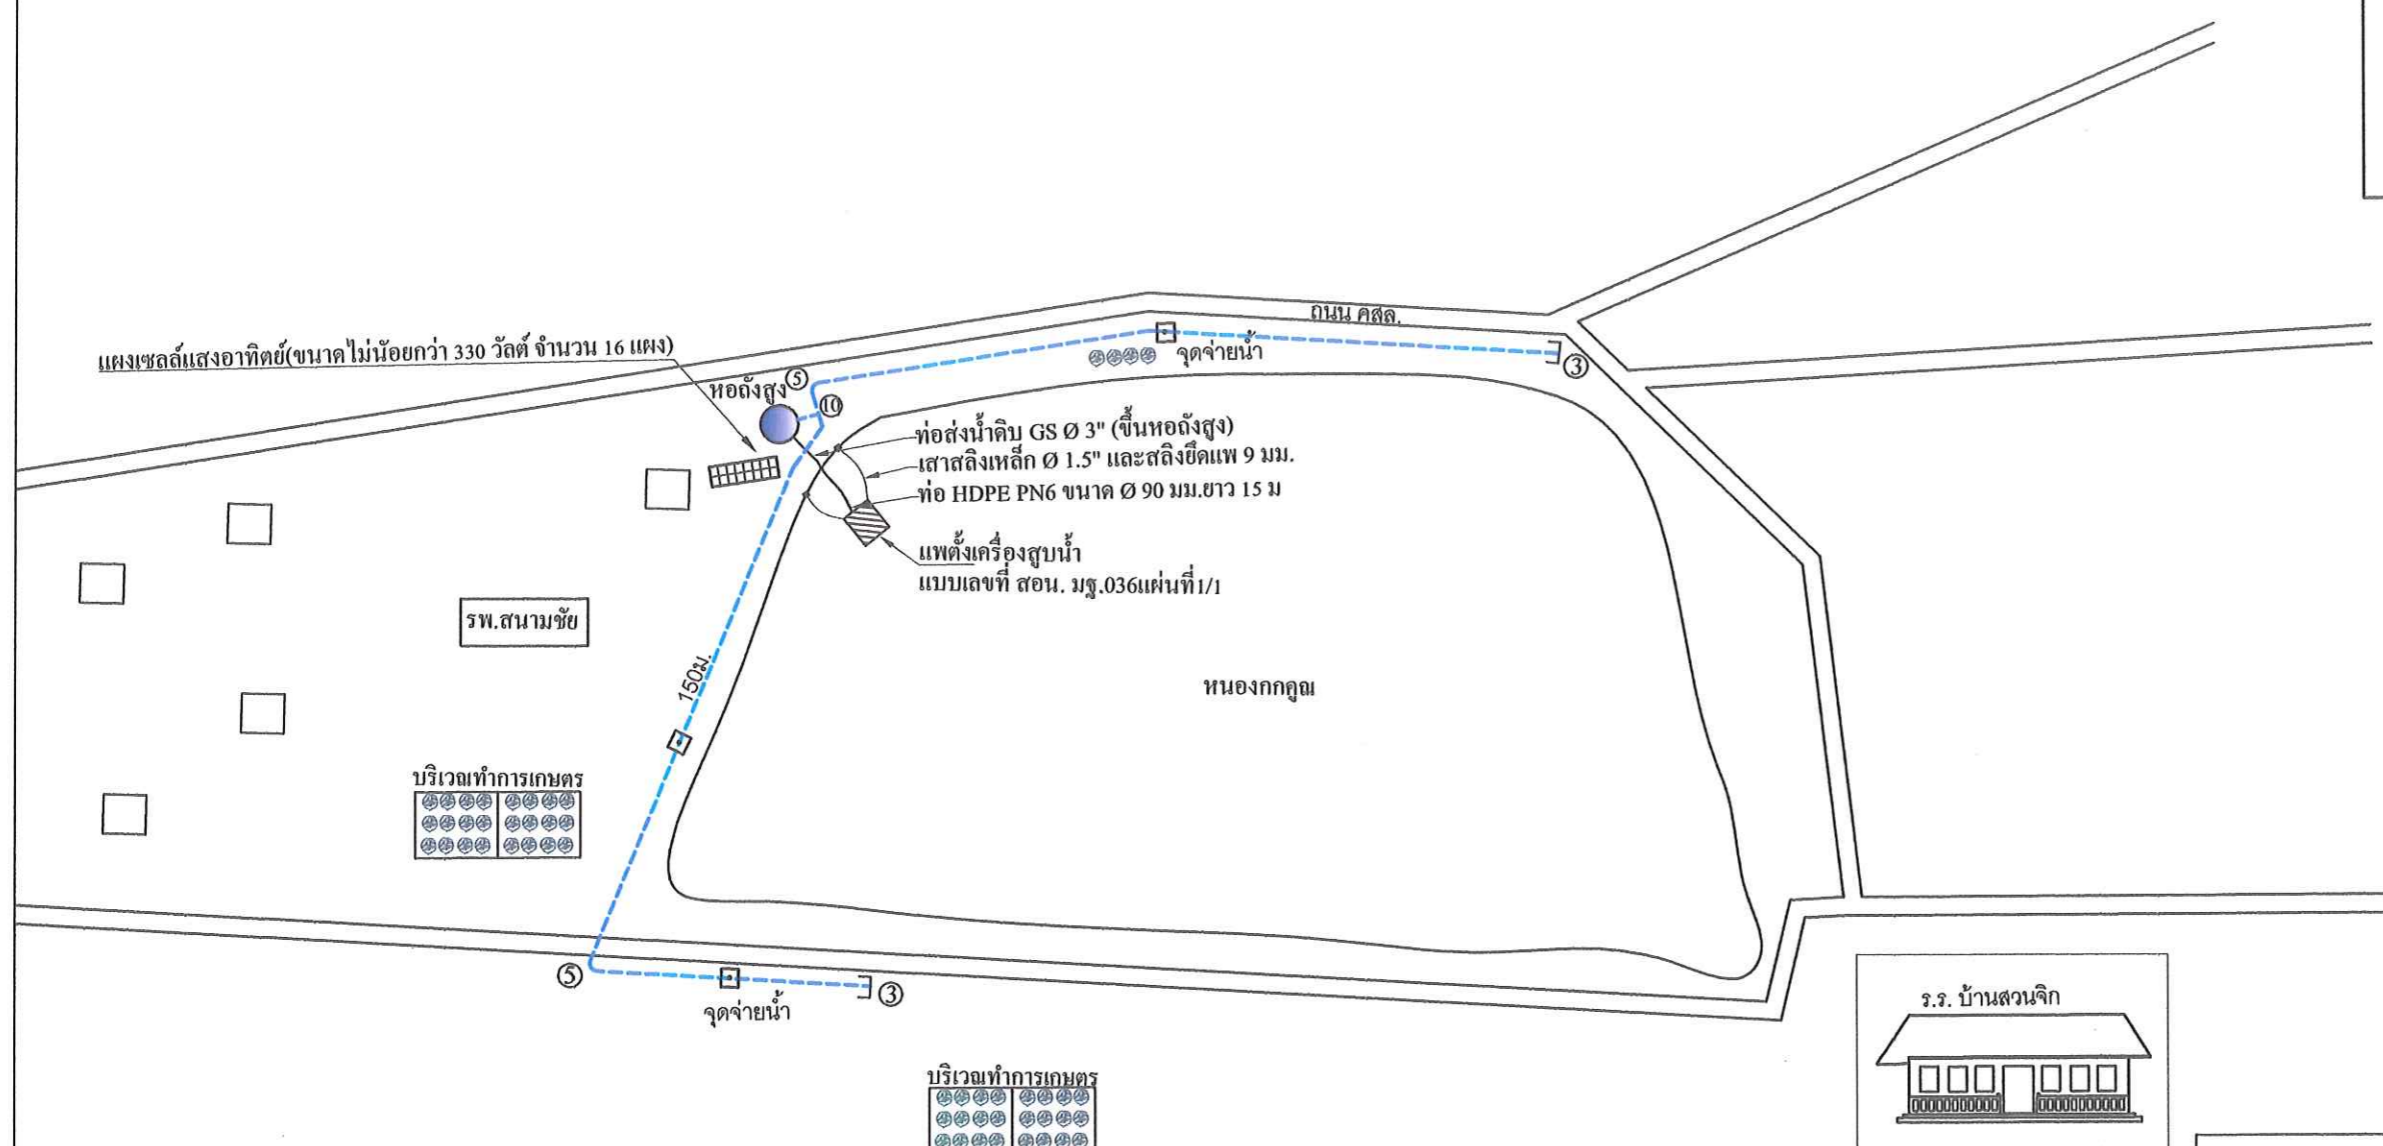 ถนน คสล.
แผงเซลล์แสงอาทิตย์(ขนาดไม่น้อยกว่า 330 วัลต์ จำนวน 16 แผง)
จุดจ่ายน้ำ
③
หอถังสูง
⑤
⑩
ท่อส่งน้ำดิบ GS Ø 3" (ขึ้นหอถังสูง)
เสาสลิงเหล็ก Ø 1.5" และสลิงยึดแพ 9 มม.
ท่อ HDPE PN6 ขนาด Ø 90 มม.ยาว 15 ม
แพตั้งเครื่องสูบน้ำ
แบบเลขที่ สอน. มฐ.036แผ่นที่1/1
รพ.สนามชัย
150ม.
หนองกกคูณ
บริเวณทำการเกษตร
⑤
③
จุดจ่ายน้ำ
ร.ร. บ้านสวนจิก
บริเวณทำการเกษตร